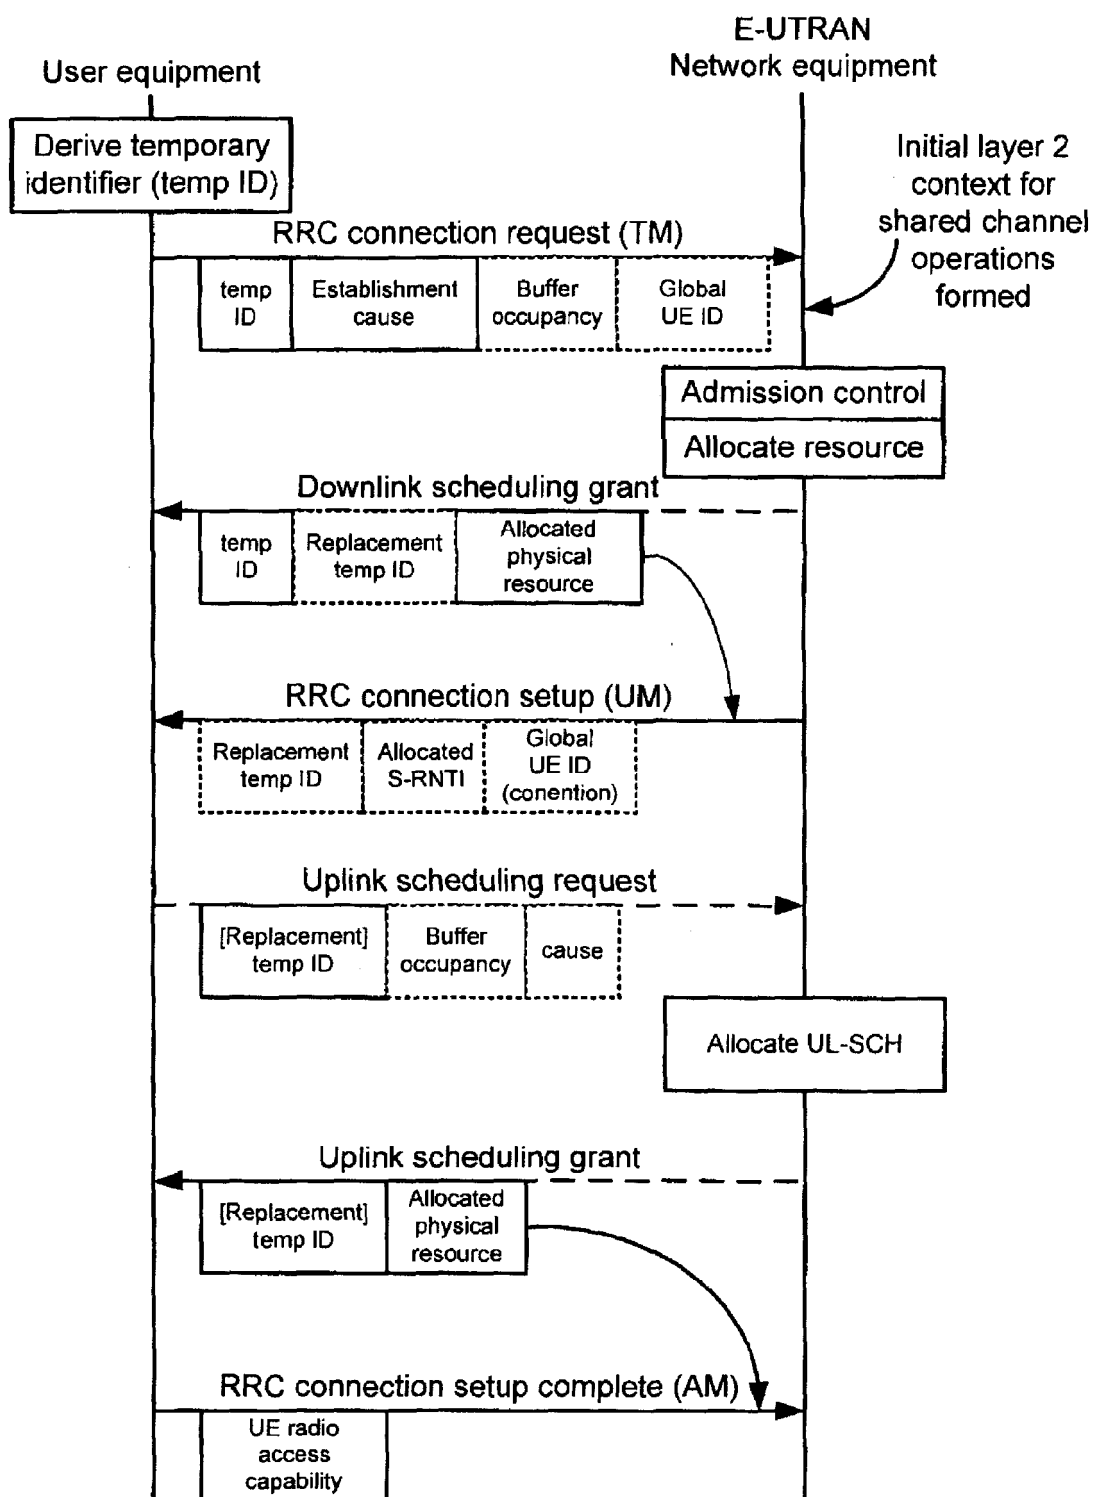 E-UTRAN
Network equipment
User equipment
Derive temporary
identifier (temp ID)
Initial layer 2
context for
shared channel
operations
formed
RRC connection request (TM)
temp
ID
Establishment
cause
Buffer
occupancy
Global
UE ID
Admission control
Allocate resource
Downlink scheduling grant
temp
ID
Replacement
temp ID
Allocated
physical
resource
RRC connection setup (UM)
Replacement
temp ID
Allocated
S-RNTI
Global
UE ID
(conention)
Uplink scheduling request
[Replacement]
temp ID
Buffer
occupancy
cause
Allocate UL-SCH
Uplink scheduling grant
[Replacement]
temp ID
Allocated
physical
resource
RRC connection setup complete (AM)
UE radio
access
capability